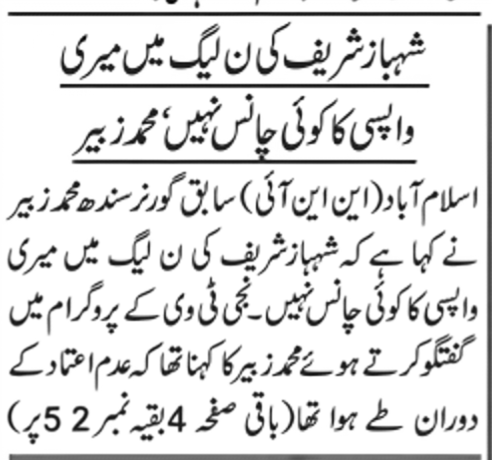 شہباز شریف کی ن لیگ میں میری
واپسی کا کوئی چانس نہیں، محمد زبیر
اسلام آباد (این این آئی) سابق گورنر سندھ محمد زبیر
نے کہا ہے کہ شہباز شریف کی ن لیگ میں میری
واپسی کا کوئی چانس نہیں۔ نجی ٹی وی کے پروگرام میں
گفتگو کرتے ہوئے محمد زبیر کا کہنا تھا کہ عدم اعتماد کے
دوران طے ہوا تھا (باقی صفحہ 4 بقیہ نمبر 2 5 پر)